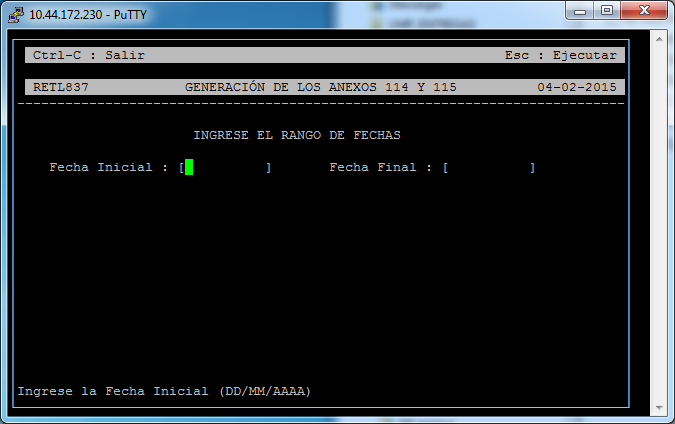 10.44.172.230 - PuTTY
Ctrl-C : Salir Esc : Ejecutar
RETL837 GENERACIÓN DE LOS ANEXOS 114 Y 115 04-02-2015
INGRESE EL RANGO DE FECHAS
Fecha Inicial : [ ] Fecha Final : [ ]
Ingrese la Fecha Inicial (DD/MM/AAAA)